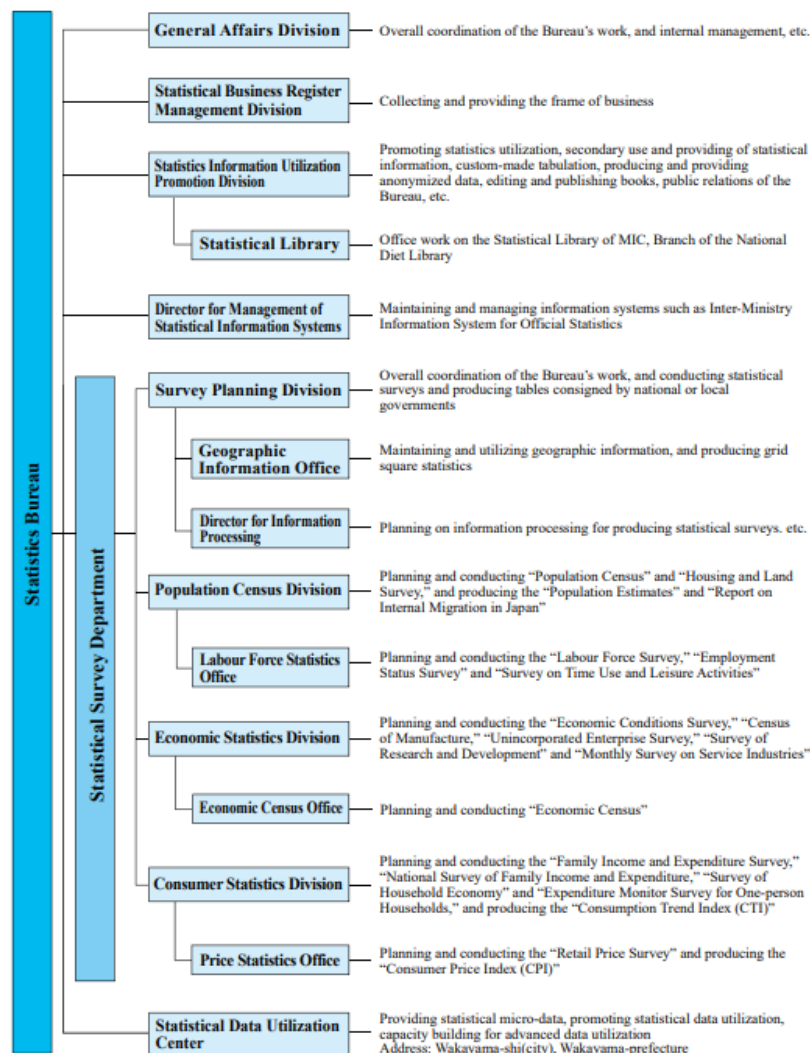 Statistics Bureau
General Affairs Division
Overall coordination of the Bureau's work, and internal management, etc.
Statistical Business Register
Management Division
Collecting and providing the frame of business
Statistics Information Utilization
Promotion Division
Promoting statistics utilization, secondary use and providing of statistical
information, custom-made tabulation, producing and providing
anonymized data, editing and publishing books, public relations of the
Bureau, etc.
Statistical Library
Office work on the Statistical Library of MIC, Branch of the National
Diet Library
Director for Management of
Statistical Information Systems
Maintaining and managing information systems such as Inter-Ministry
Information System for Official Statistics
Statistical Survey Department
Survey Planning Division
Overall coordination of the Bureau's work, and conducting statistical
surveys and producing tables consigned by national or local
governments
Geographic
Information Office
Maintaining and utilizing geographic information, and producing grid
square statistics
Director for Information
Processing
Planning on information processing for producing statistical surveys. etc.
Population Census Division
Planning and conducting “Population Census” and “Housing and Land
Survey,” and producing the “Population Estimates” and “Report on
Internal Migration in Japan”
Labour Force Statistics
Office
Planning and conducting the “Labour Force Survey,” “Employment
Status Survey” and “Survey on Time Use and Leisure Activities”
Economic Statistics Division
Planning and conducting the “Economic Conditions Survey,” “Census
of Manufacture,” “Unincorporated Enterprise Survey,” “Survey of
Research and Development” and “Monthly Survey on Service Industries”
Economic Census Office
Planning and conducting “Economic Census”
Consumer Statistics Division
Planning and conducting the “Family Income and Expenditure Survey,”
“National Survey of Family Income and Expenditure,” “Survey of
Household Economy” and “Expenditure Monitor Survey for One-person
Households,” and producing the “Consumption Trend Index (CTI)”
Price Statistics Office
Planning and conducting the “Retail Price Survey” and producing the
“Consumer Price Index (CPI)”
Statistical Data Utilization
Center
Providing statistical micro-data, promoting statistical data utilization,
capacity building for advanced data utilization
Address: Wakayama-shi(city), Wakayama-prefecture